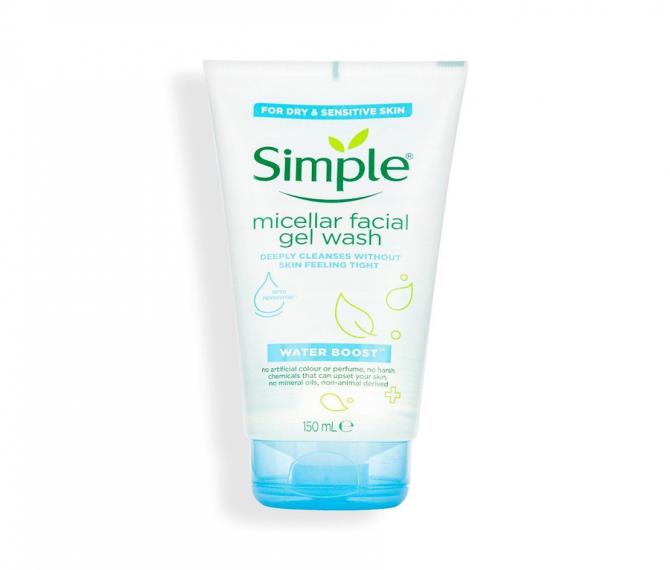 FOR DRY & SENSITIVE SKIN
Simple®
micellar facial
gel wash
DEEPLY CLEANSES WITHOUT
SKIN FEELING TIGHT
WATER BOOST™
no artificial colour or perfume, no harsh
chemicals that can upset your skin,
no mineral oils, non-animal derived
150 mL ℮